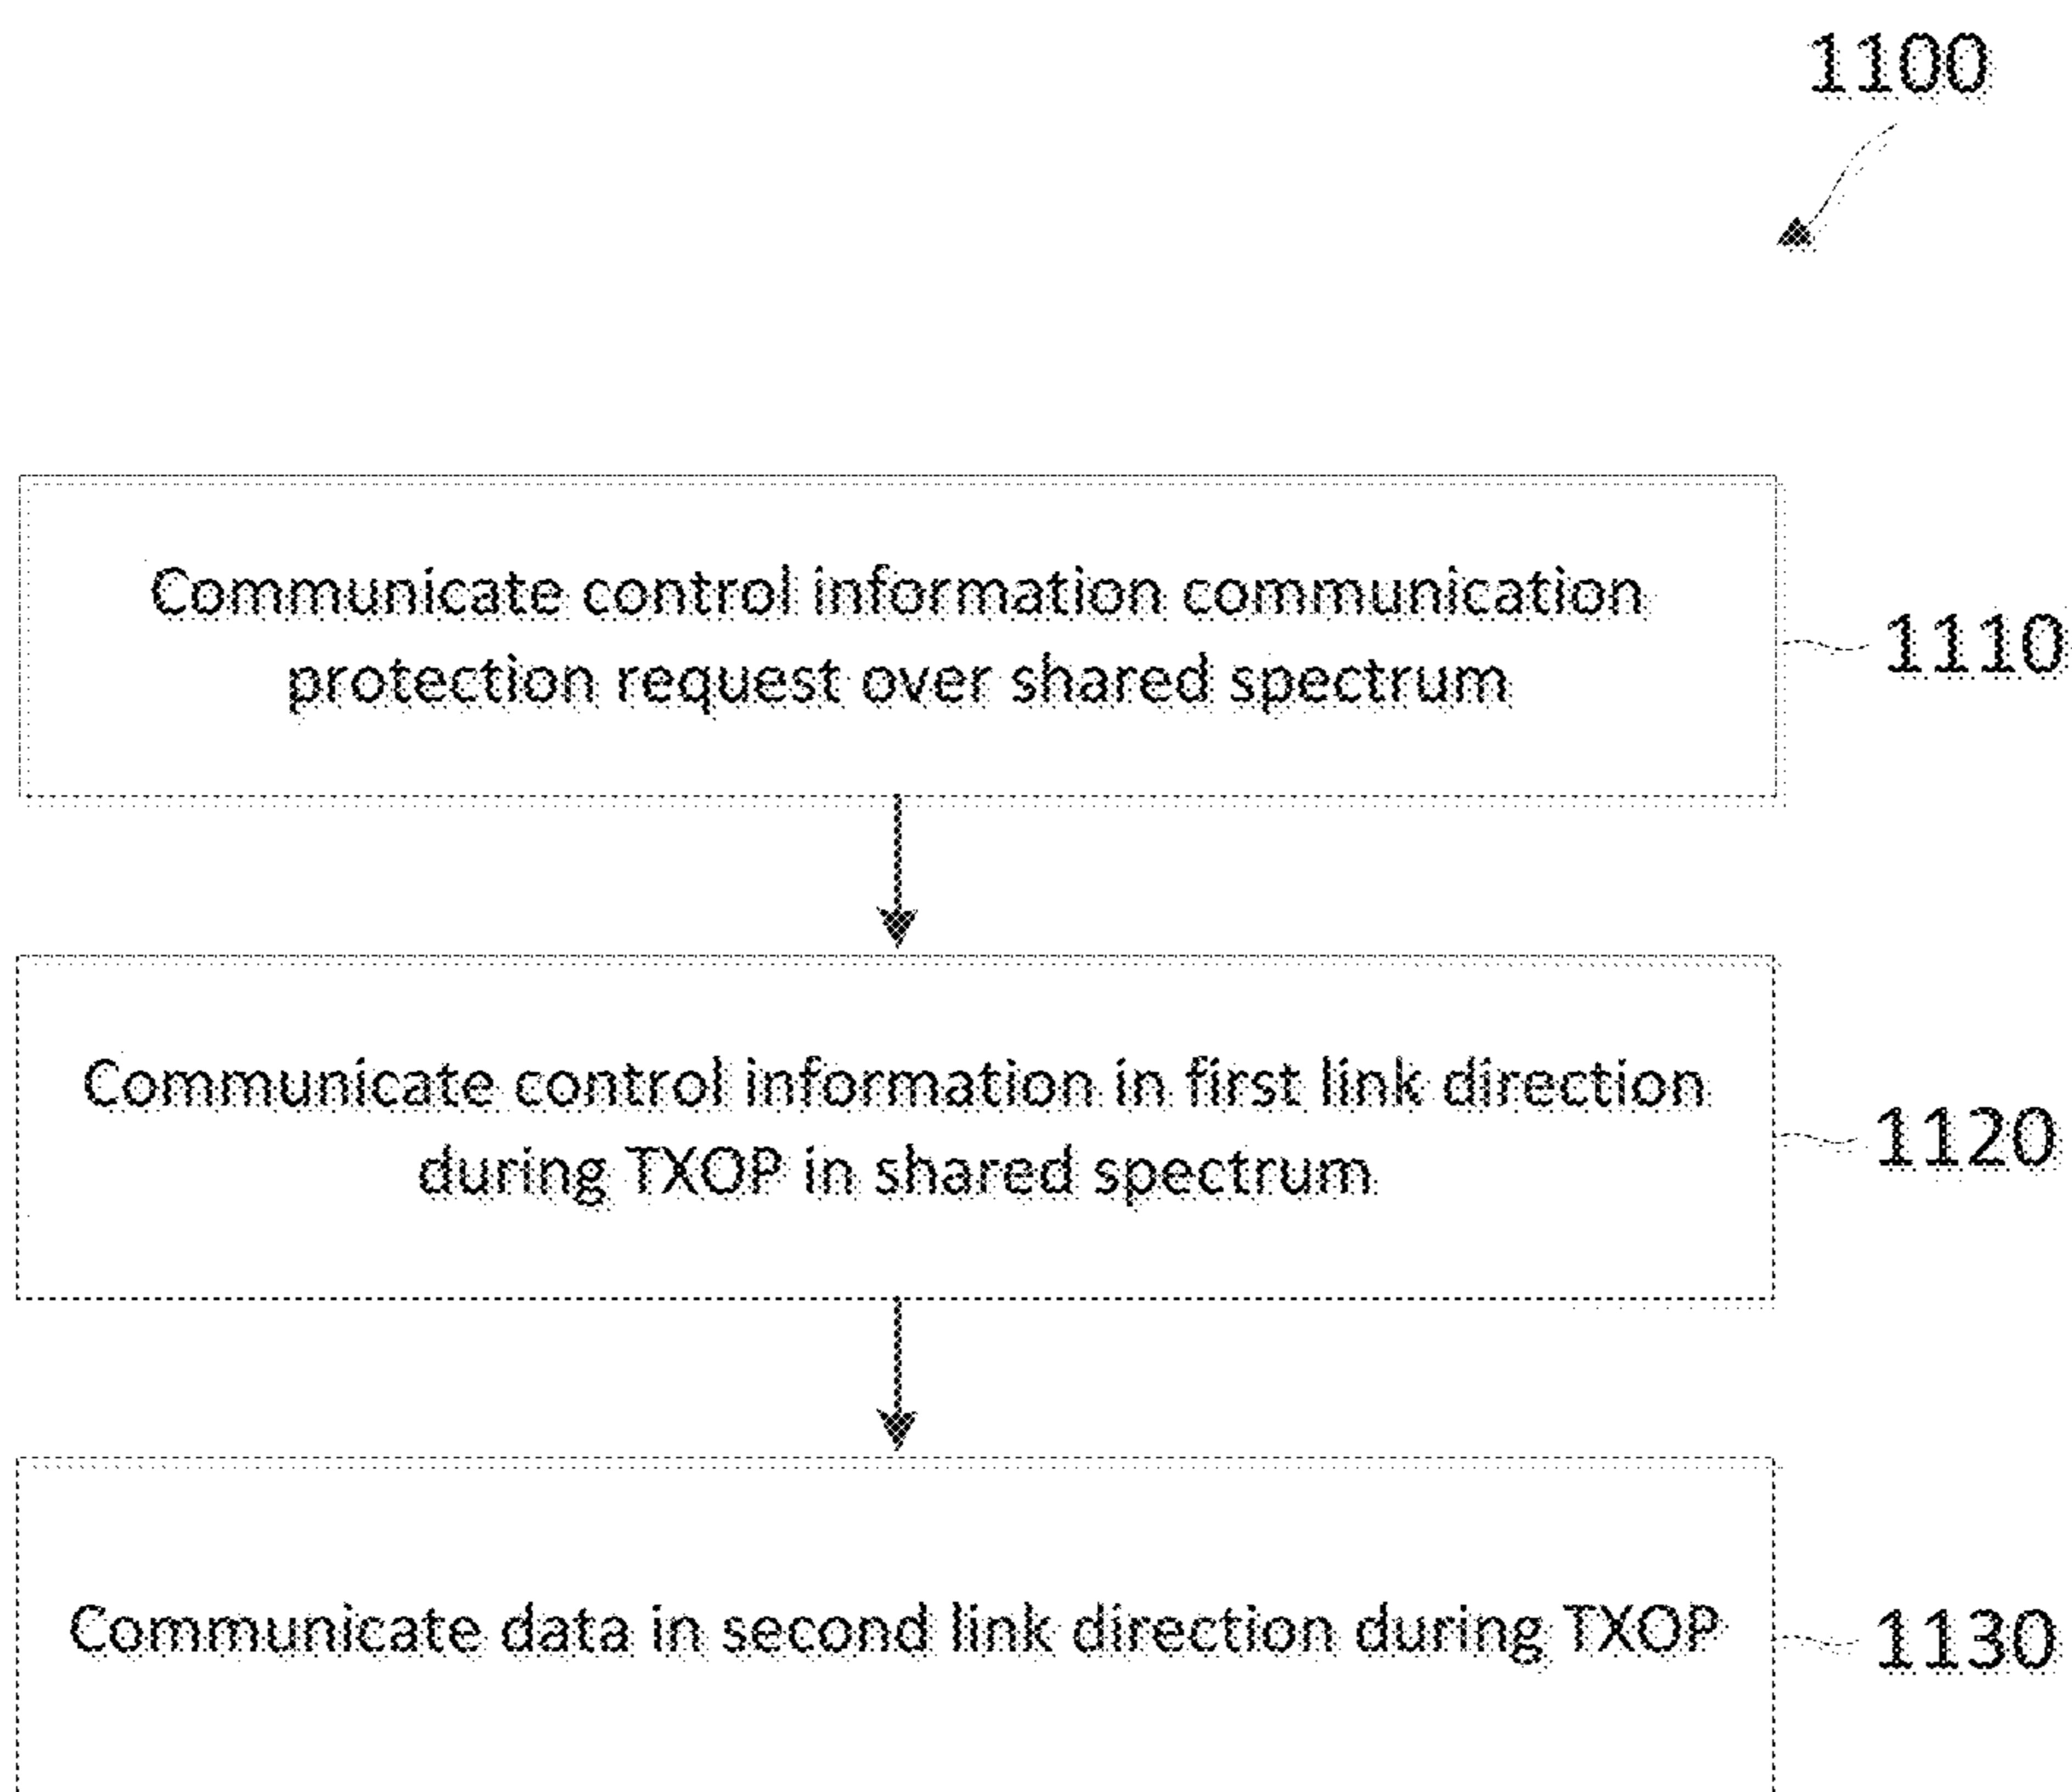 1100
Communicate control information communication
protection request over shared spectrum
1110
Communicate control information in first link direction
during TXOP in shared spectrum
1120
Communicate data in second link direction during TXOP
1130